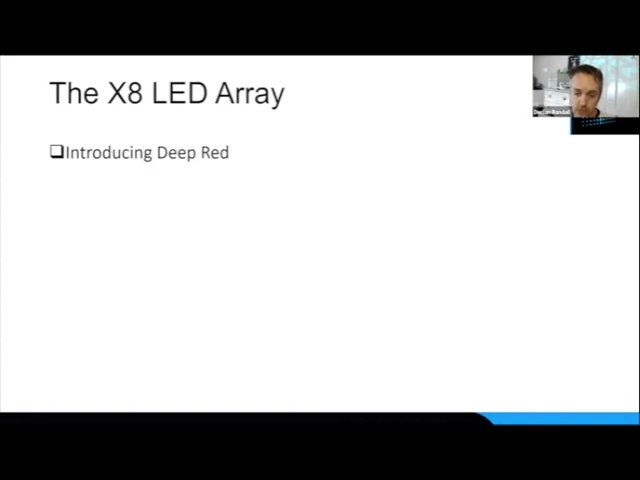 The X8 LED Array
❑Introducing Deep Red